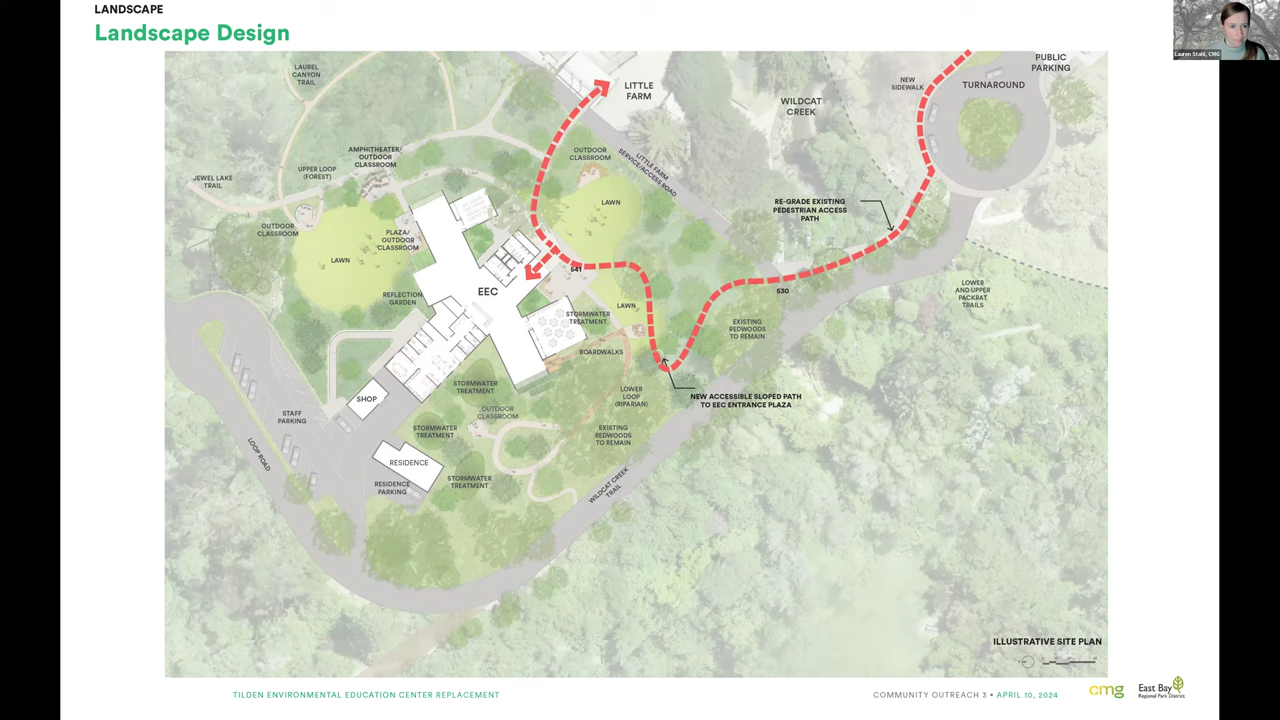 LANDSCAPE
Landscape Design
Lauren Stahl, CMG
LAUREL
CANYON
TRAIL
LITTLE
FARM
WILDCAT
CREEK
NEW
SIDEWALK
TURNAROUND
PUBLIC
PARKING
AMPHITHEATER/
OUTDOOR
CLASSROOM
UPPER LOOP
(FOREST)
JEWEL LAKE
TRAIL
OUTDOOR
CLASSROOM
LITTLE FARM
SERVICE/ACCESS ROAD
LAWN
RE-GRADE EXISTING
PEDESTRIAN ACCESS
PATH
OUTDOOR
CLASSROOM
PLAZA/
OUTDOOR
CLASSROOM
LAWN
541
530
EEC
REFLECTION
GARDEN
LAWN
STORMWATER
TREATMENT
EXISTING
REDWOODS
TO REMAIN
LOWER
AND UPPER
PACKRAT
TRAILS
BOARDWALKS
STORMWATER
TREATMENT
LOWER
LOOP
(RIPARIAN)
NEW ACCESSIBLE SLOPED PATH
TO EEC ENTRANCE PLAZA
SHOP
STAFF
PARKING
OUTDOOR
CLASSROOM
STORMWATER
TREATMENT
EXISTING
REDWOODS
TO REMAIN
LOOP ROAD
RESIDENCE
RESIDENCE
PARKING
STORMWATER
TREATMENT
WILDCAT CREEK
TRAIL
ILLUSTRATIVE SITE PLAN
TILDEN ENVIRONMENTAL EDUCATION CENTER REPLACEMENT
COMMUNITY OUTREACH 3 • APRIL 10, 2024
cmg
East Bay
Regional Park District